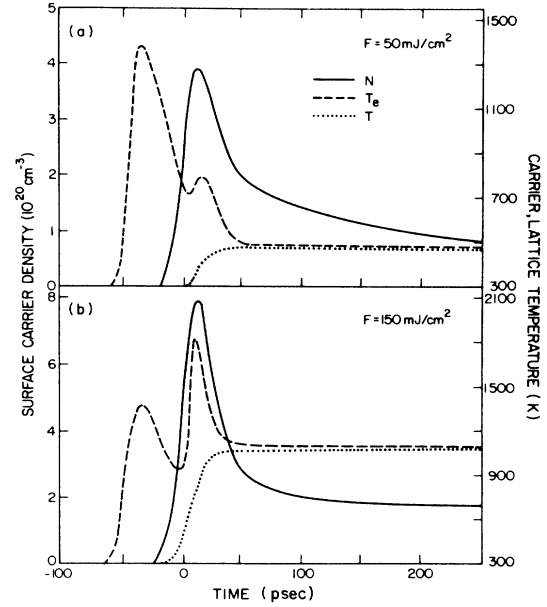 (a)
F = 50 mJ/cm²
N
Tₑ
T
5
4
3
2
1
0
1500
1100
700
300
(b)
F = 150 mJ/cm²
8
6
4
2
0
2100
1500
900
300
-100
0
100
200
TIME (psec)
SURFACE CARRIER DENSITY (10²⁰ cm⁻³)
CARRIER, LATTICE TEMPERATURE (K)